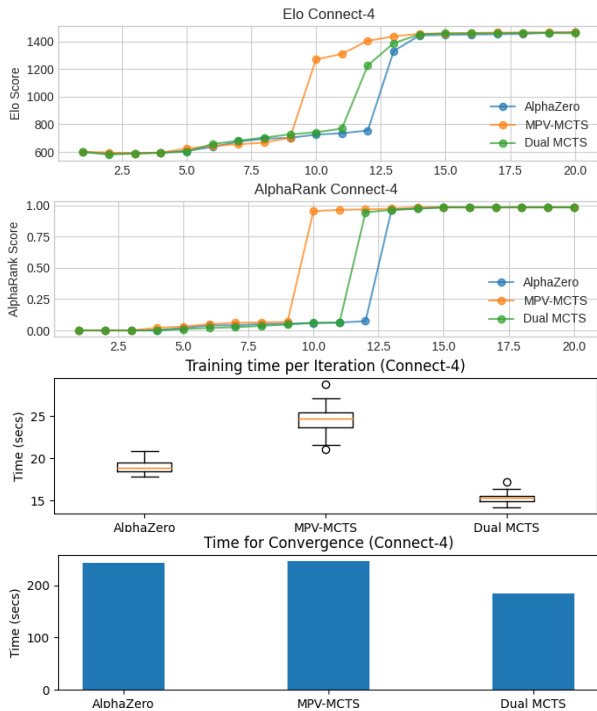 Elo Connect-4
Elo Score
1400
1200
1000
800
600
AlphaZero
MPV-MCTS
Dual MCTS
2.5 5.0 7.5 10.0 12.5 15.0 17.5 20.0
AlphaRank Connect-4
AlphaRank Score
1.00
0.75
0.50
0.25
0.00
AlphaZero
MPV-MCTS
Dual MCTS
2.5 5.0 7.5 10.0 12.5 15.0 17.5 20.0
Training time per Iteration (Connect-4)
Time (secs)
25
20
15
AlphaZero MPV-MCTS Dual MCTS
Time for Convergence (Connect-4)
Time (secs)
200
100
0
AlphaZero MPV-MCTS Dual MCTS